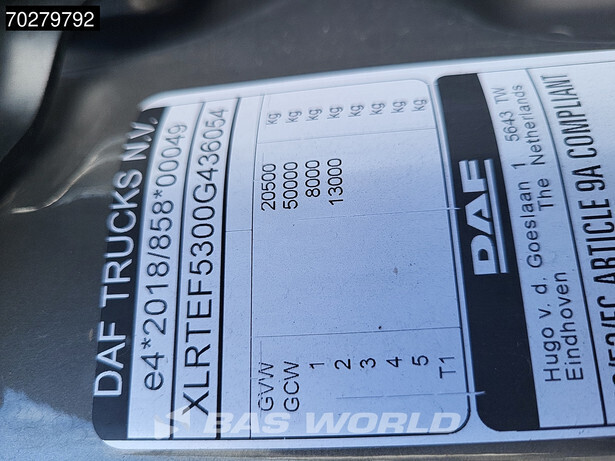 70279792
DAF TRUCKS N.V.
e4*2018/858*00049
XLRTEF5300G436054
GVW 20500 kg
GCW 50000 kg
1 8000 kg
2 13000 kg
3 kg
4 kg
5 kg
T1
DAF
Hugo v. d. Goeslaan 1 5643 TW
Eindhoven The Netherlands
ARTICLE 9A COMPLIANT
BAS WORLD